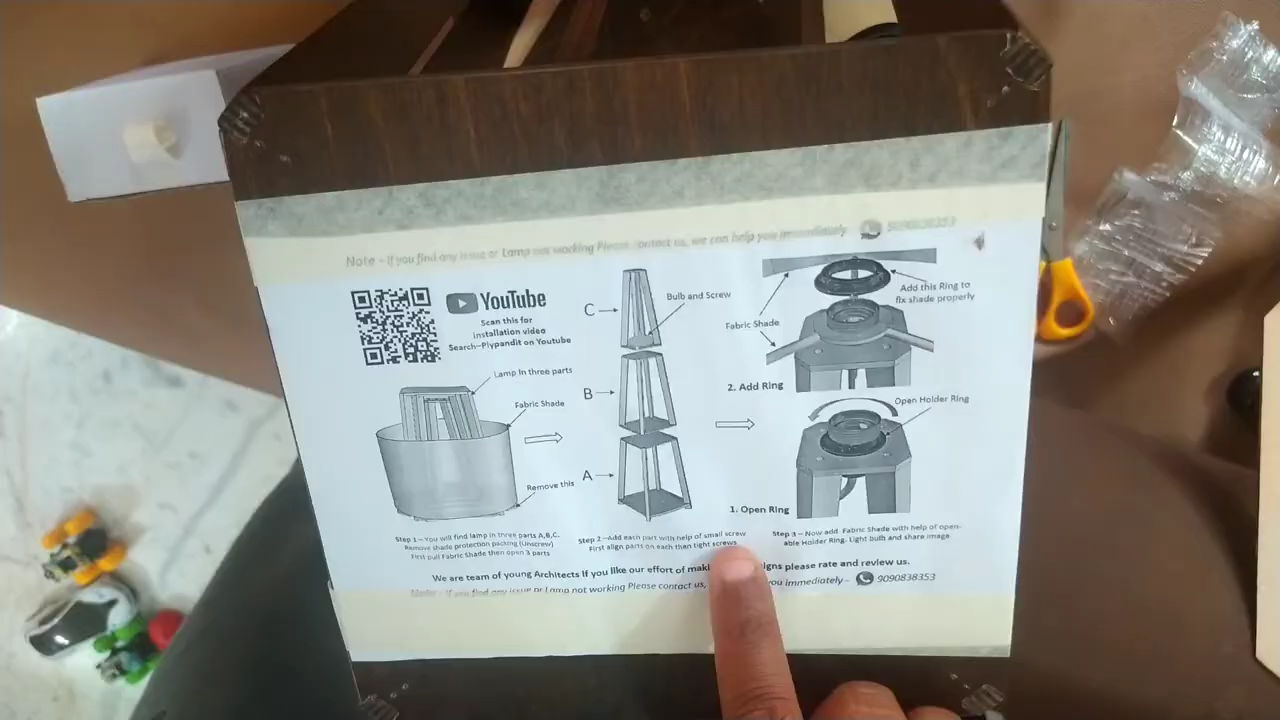 Note - If you find any issue or Lamp not working Please contact us, we can help you immediately 9090838353
YouTube
Scan this for
installation video
Search-Plypandit on Youtube
Lamp In three parts
Fabric Shade
Remove this
C
B
A
Bulb and Screw
Add this Ring to
fix shade properly
Fabric Shade
2. Add Ring
Open Holder Ring
1. Open Ring
Step 1 - You will find lamp in three parts A,B,C.
Remove shade protection packing (Unscrew)
First pull Fabric Shade then open 3 parts
Step 2 - Add each part with help of small screw
First align parts on each then tight screws
Step 3 - Now add Fabric Shade with help of open-
able Holder Ring. Light bulb and share image
We are team of young Architects If you like our effort of igns please rate and review us.
Note - If you find any issue or Lamp not working Please contact us, you immediately - 9090838353